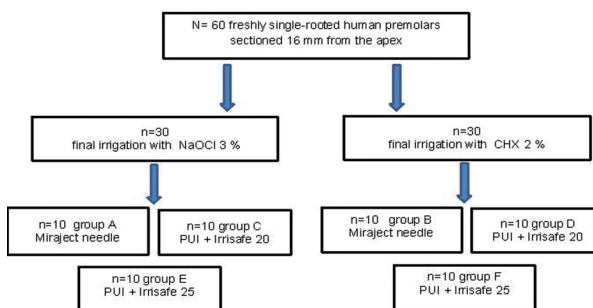 N= 60 freshly single-rooted human premolars
sectioned 16 mm from the apex
n=30
final irrigation with NaOCl 3 %
n=30
final irrigation with CHX 2 %
n=10 group A
Miraject needle
n=10 group C
PUI + Irrisafe 20
n=10 group B
Miraject needle
n=10 group D
PUI + Irrisafe 20
n=10 group E
PUI + Irrisafe 25
n=10 group F
PUI + Irrisafe 25